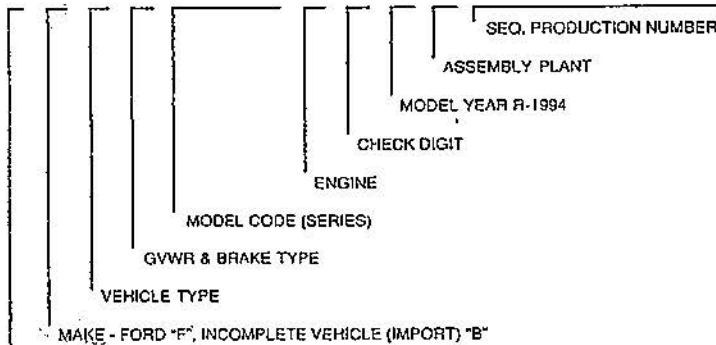 SEQ. PRODUCTION NUMBER
ASSEMBLY PLANT
MODEL YEAR R-1994
CHECK DIGIT
ENGINE
MODEL CODE (SERIES)
GVWR & BRAKE TYPE
VEHICLE TYPE
MAKE - FORD "F", INCOMPLETE VEHICLE (IMPORT) "B"